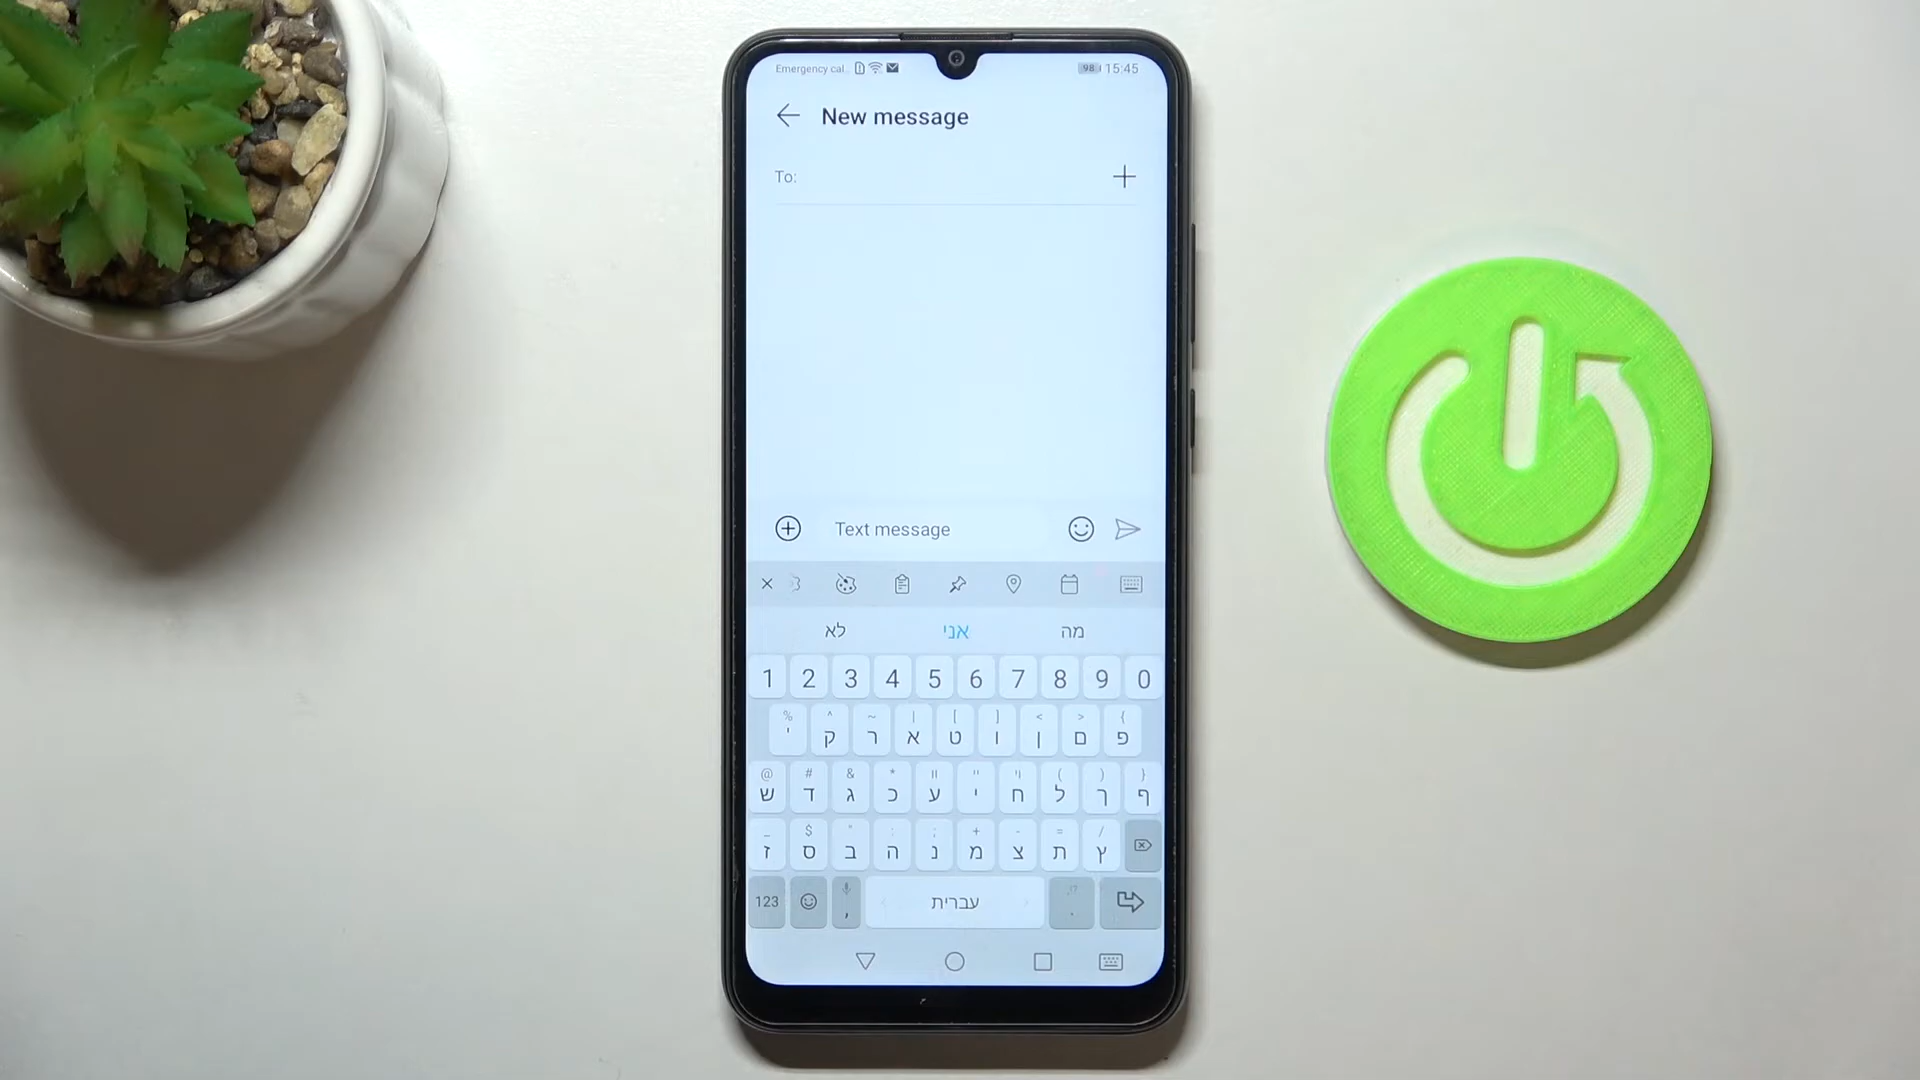 Emergency cal... 98 15:45
New message
To:
Text message
לא אני מה
1 2 3 4 5 6 7 8 9 0
% ^ ~ | [ ] < > {
' ק ר א ט ו ן ם פ
@ # & * װ ײ ױ ( ) }
ש ד ג כ ע י ח ל ך ף
_ $ " : ; + - = /
ז ס ב ה נ מ צ ת ץ
123 , עברית .